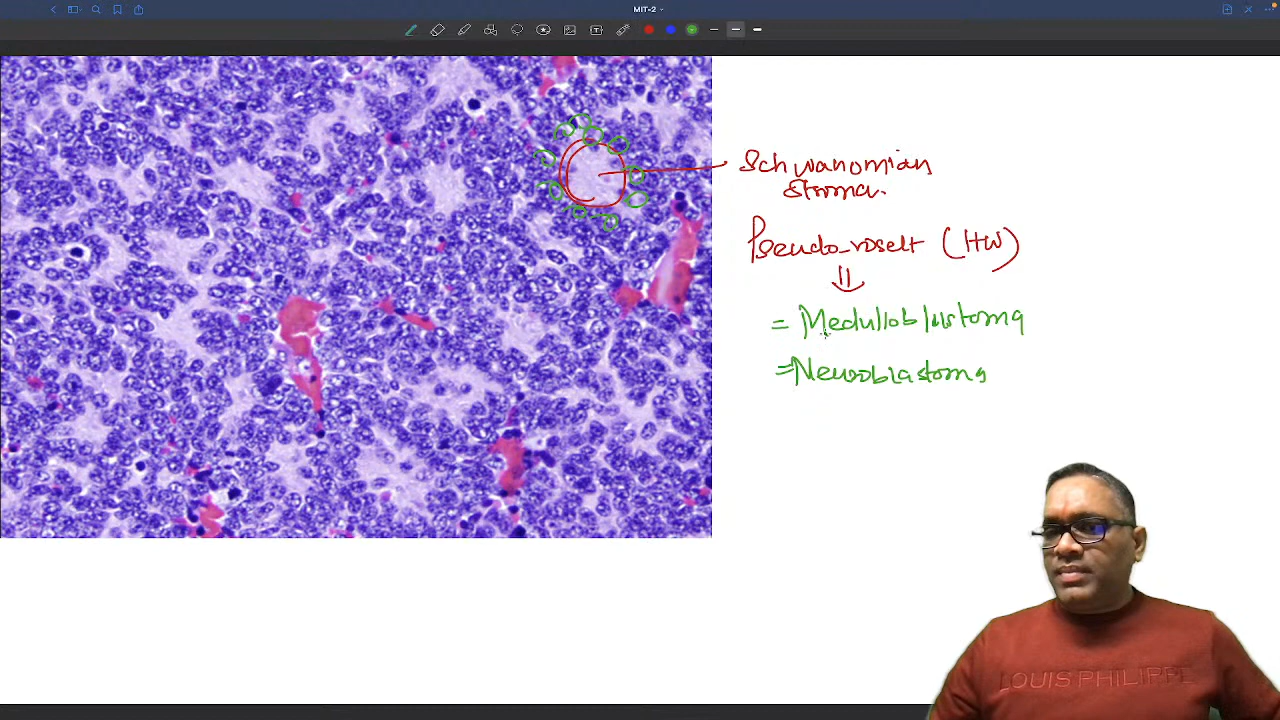 MIT-2
Schwanomian
stroma.
Pseudo-rosett (HW)
= Medulloblastoma
= Neuroblastoma
LOUIS PHILIPPE